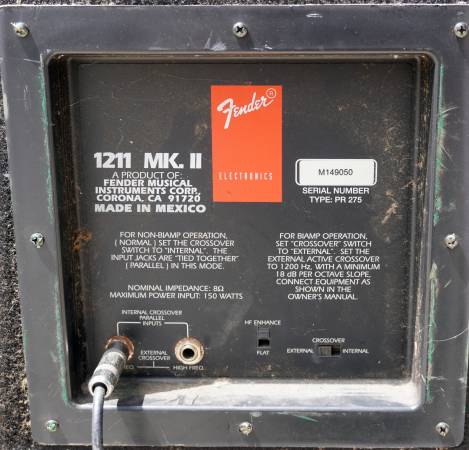 Fender®
ELECTRONICS
1211 MK. II
A PRODUCT OF:
FENDER MUSICAL
INSTRUMENTS CORP.
CORONA, CA 91720
MADE IN MEXICO
M149050
SERIAL NUMBER
TYPE: PR 275
FOR NON-BIAMP OPERATION,
( NORMAL ) SET THE CROSSOVER
SWITCH TO "INTERNAL". THE
INPUT JACKS ARE "TIED TOGETHER"
( PARALLEL ) IN THIS MODE.
NOMINAL IMPEDANCE: 8Ω
MAXIMUM POWER INPUT: 150 WATTS
FOR BIAMP OPERATION,
SET "CROSSOVER" SWITCH
TO "EXTERNAL". SET THE
EXTERNAL ACTIVE CROSSOVER
TO 1200 Hz, WITH A MINIMUM
18 dB PER OCTAVE SLOPE.
CONNECT EQUIPMENT AS
SHOWN IN THE
OWNER'S MANUAL.
INTERNAL CROSSOVER
PARALLEL
INPUTS
EXTERNAL
CROSSOVER
HIGH FREQ.
HF ENHANCE
FLAT
CROSSOVER
EXTERNAL INTERNAL